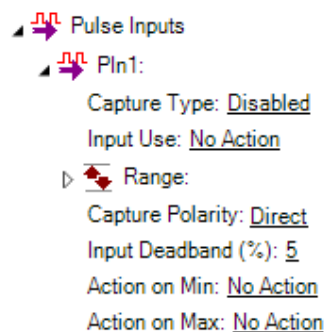 Pulse Inputs
PIn1:
Capture Type: Disabled
Input Use: No Action
Range:
Capture Polarity: Direct
Input Deadband (%): 5
Action on Min: No Action
Action on Max: No Action